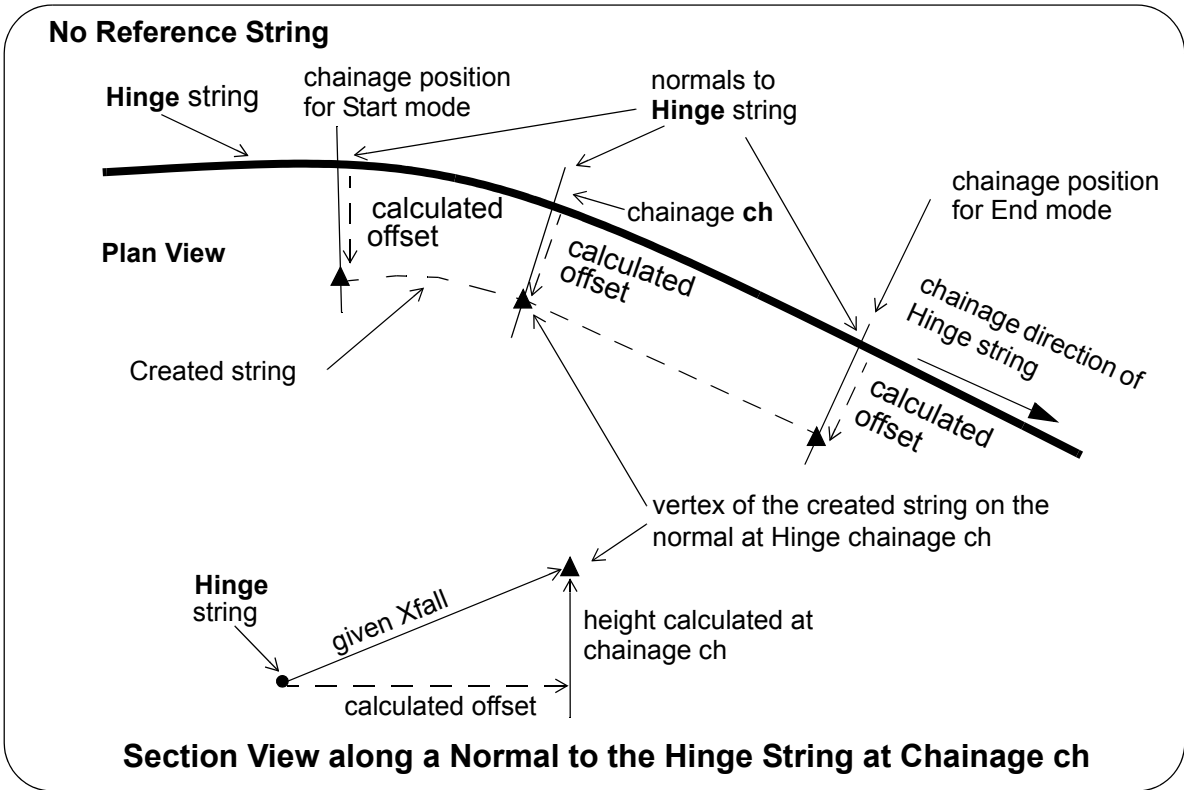 No Reference String
Hinge string
chainage position
for Start mode
normals to
Hinge string
chainage position
for End mode
chainage ch
calculated
offset
Plan View
calculated
offset
chainage direction of
Hinge string
Created string
calculated
offset
vertex of the created string on the
normal at Hinge chainage ch
Hinge
string
given Xfall
height calculated at
chainage ch
calculated offset
Section View along a Normal to the Hinge String at Chainage ch